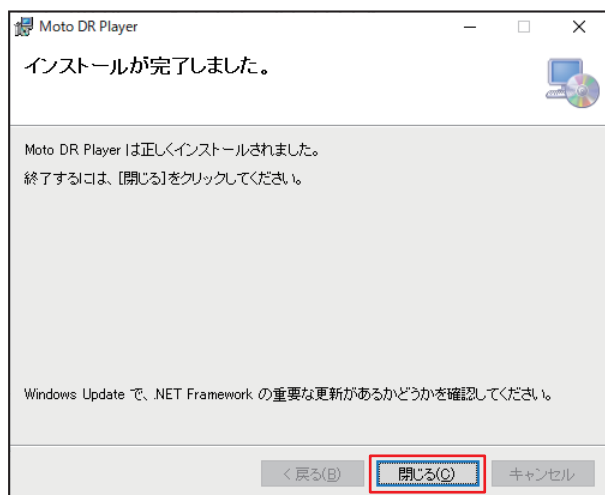 Moto DR Player
インストールが完了しました。
Moto DR Player は正しくインストールされました。
終了するには、[閉じる]をクリックしてください。
Windows Update で、.NET Framework の重要な更新があるかどうかを確認してください。
< 戻る(B)
閉じる(C)
キャンセル